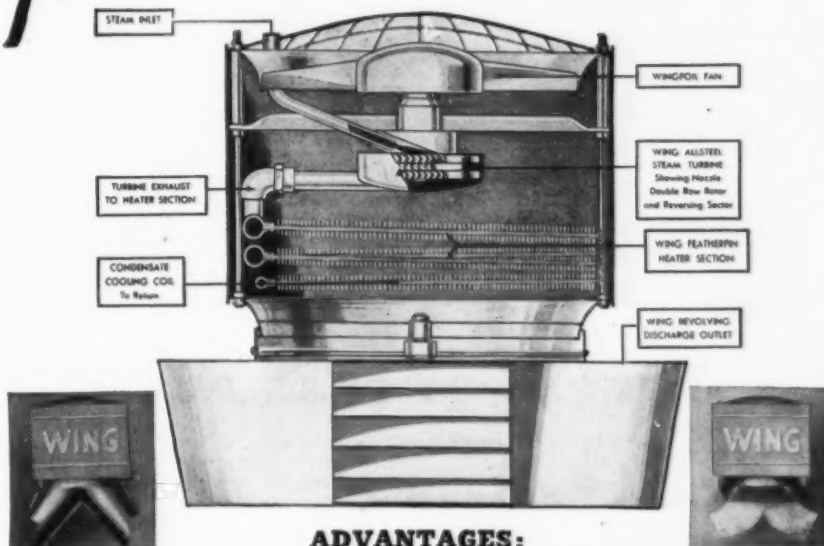 STEAM INLET
WINGFOIL FAN
WING ALLSTEEL
STEAM TURBINE
Showing Nozzle
Double Row Rotor
and Reversing Sector
TURBINE EXHAUST
TO HEATER SECTION
WING FEATHERFIN
HEATER SECTION
CONDENSATE
COOLING COIL
To Return
WING REVOLVING
DISCHARGE OUTLET
WING
WING
ADVANTAGES: